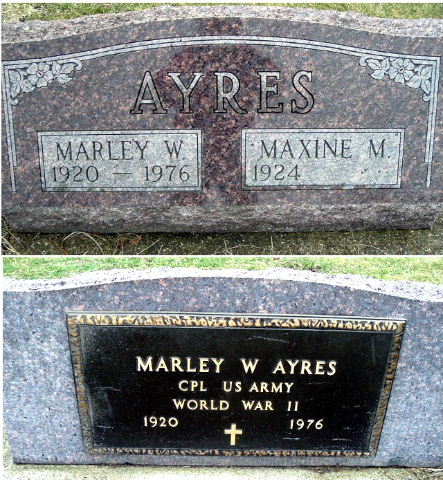 AYRES
MARLEY W.
1920 — 1976
MAXINE M.
1924
MARLEY W AYRES
CPL US ARMY
WORLD WAR II
1920 1976